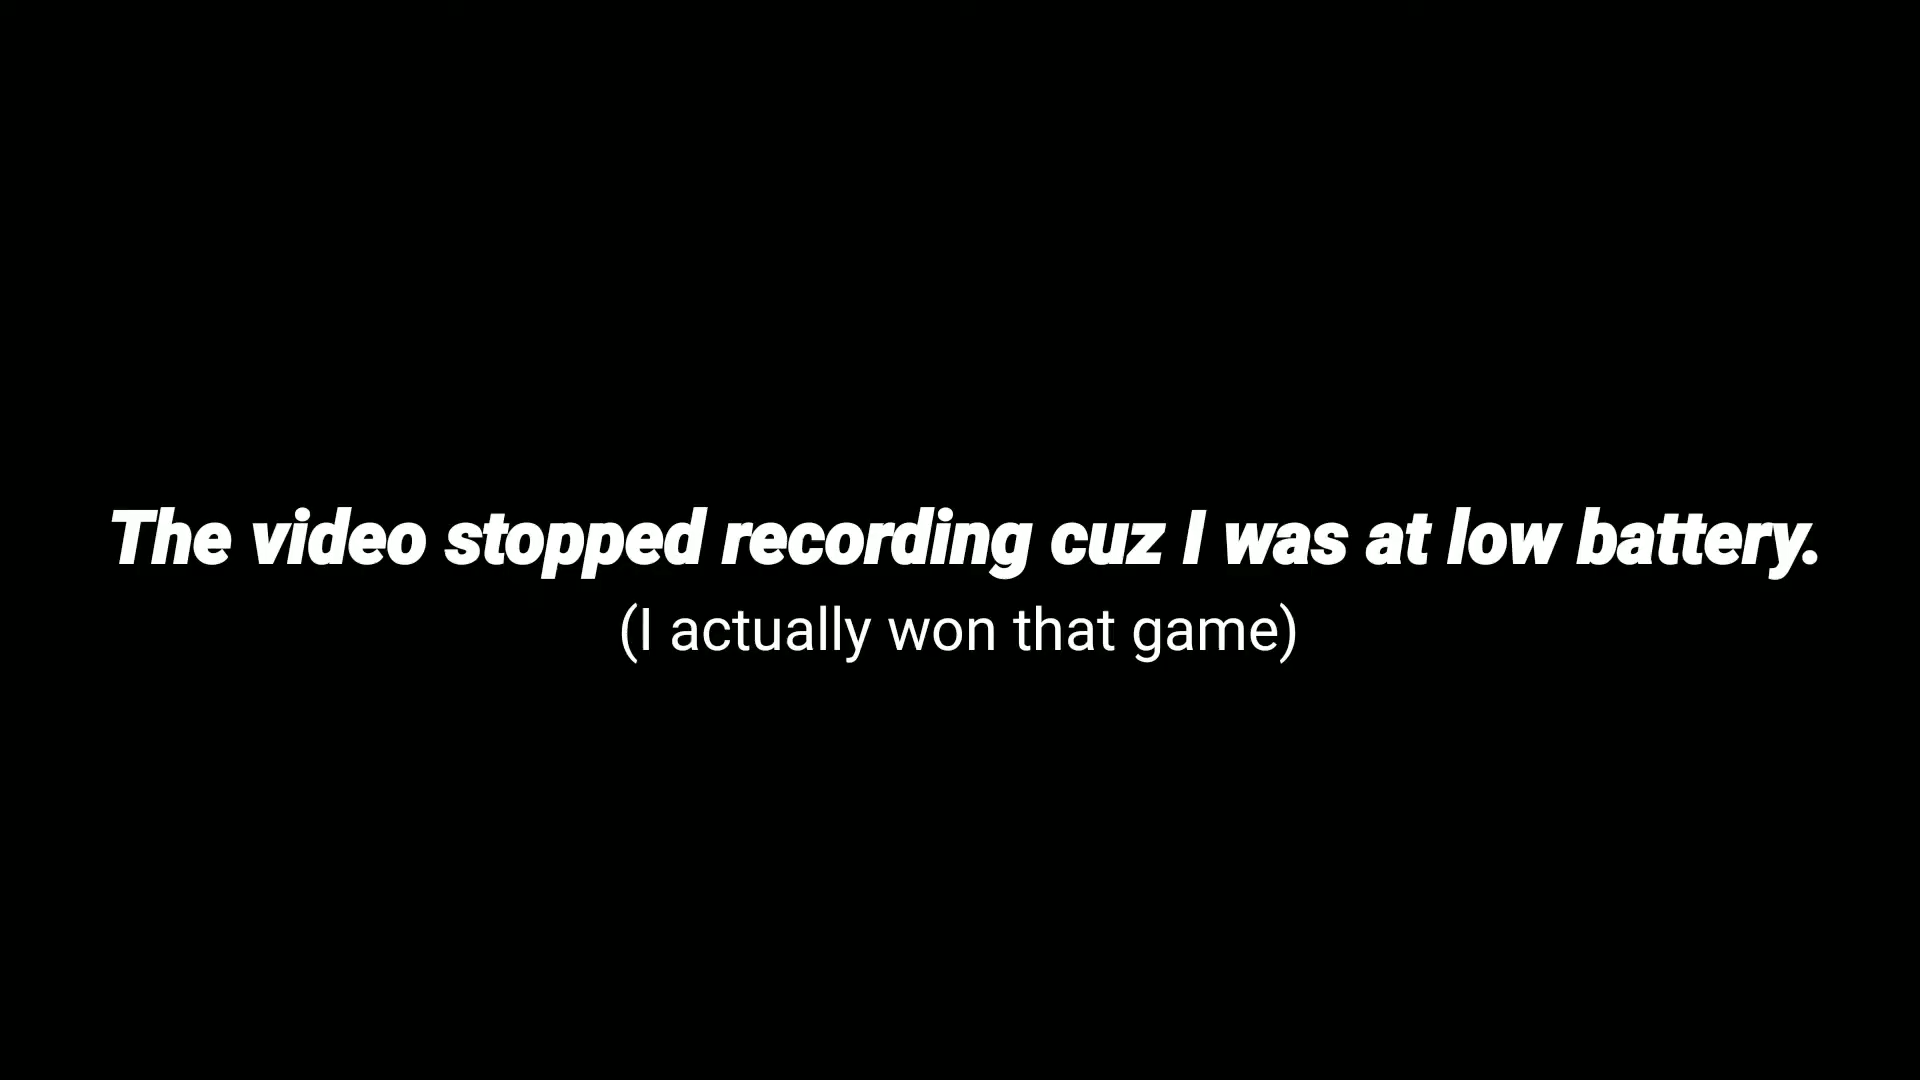 The video stopped recording cuz I was at low battery.
(I actually won that game)